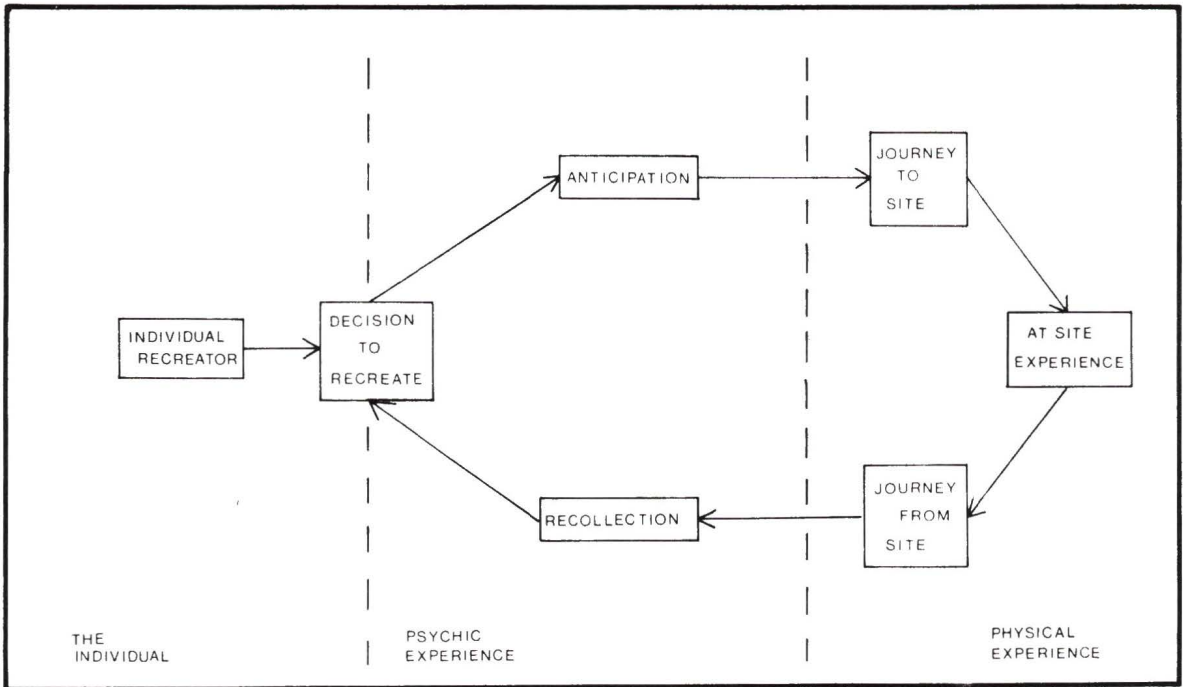 ANTICIPATION
JOURNEY
TO
SITE
INDIVIDUAL
RECREATOR
DECISION
TO
RECREATE
AT SITE
EXPERIENCE
RECOLLECTION
JOURNEY
FROM
SITE
THE
INDIVIDUAL
PSYCHIC
EXPERIENCE
PHYSICAL
EXPERIENCE